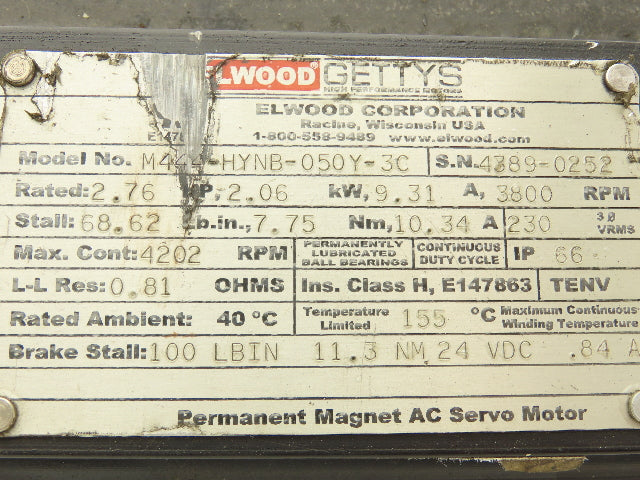 ELWOOD GETTYS
HIGH PERFORMANCE MOTORS
ELWOOD CORPORATION
Racine, Wisconsin USA
1-800-558-9489 www.elwood.com
Model No. M444-HYNB-050Y-3C S.N. 4389-0252
Rated: 2.76 HP, 2.06 kW, 9.31 A, 3800 RPM
Stall: 68.62 lb.in., 7.75 Nm, 10.34 A 230 3Ø VRMS
Max. Cont: 4202 RPM PERMANENTLY LUBRICATED BALL BEARINGS CONTINUOUS DUTY CYCLE IP 66
L-L Res: 0.81 OHMS Ins. Class H, E147863 TENV
Rated Ambient: 40 °C Temperature Limited 155 °C Maximum Continuous Winding Temperature
Brake Stall: 100 LBIN 11.3 NM 24 VDC .84 A
Permanent Magnet AC Servo Motor